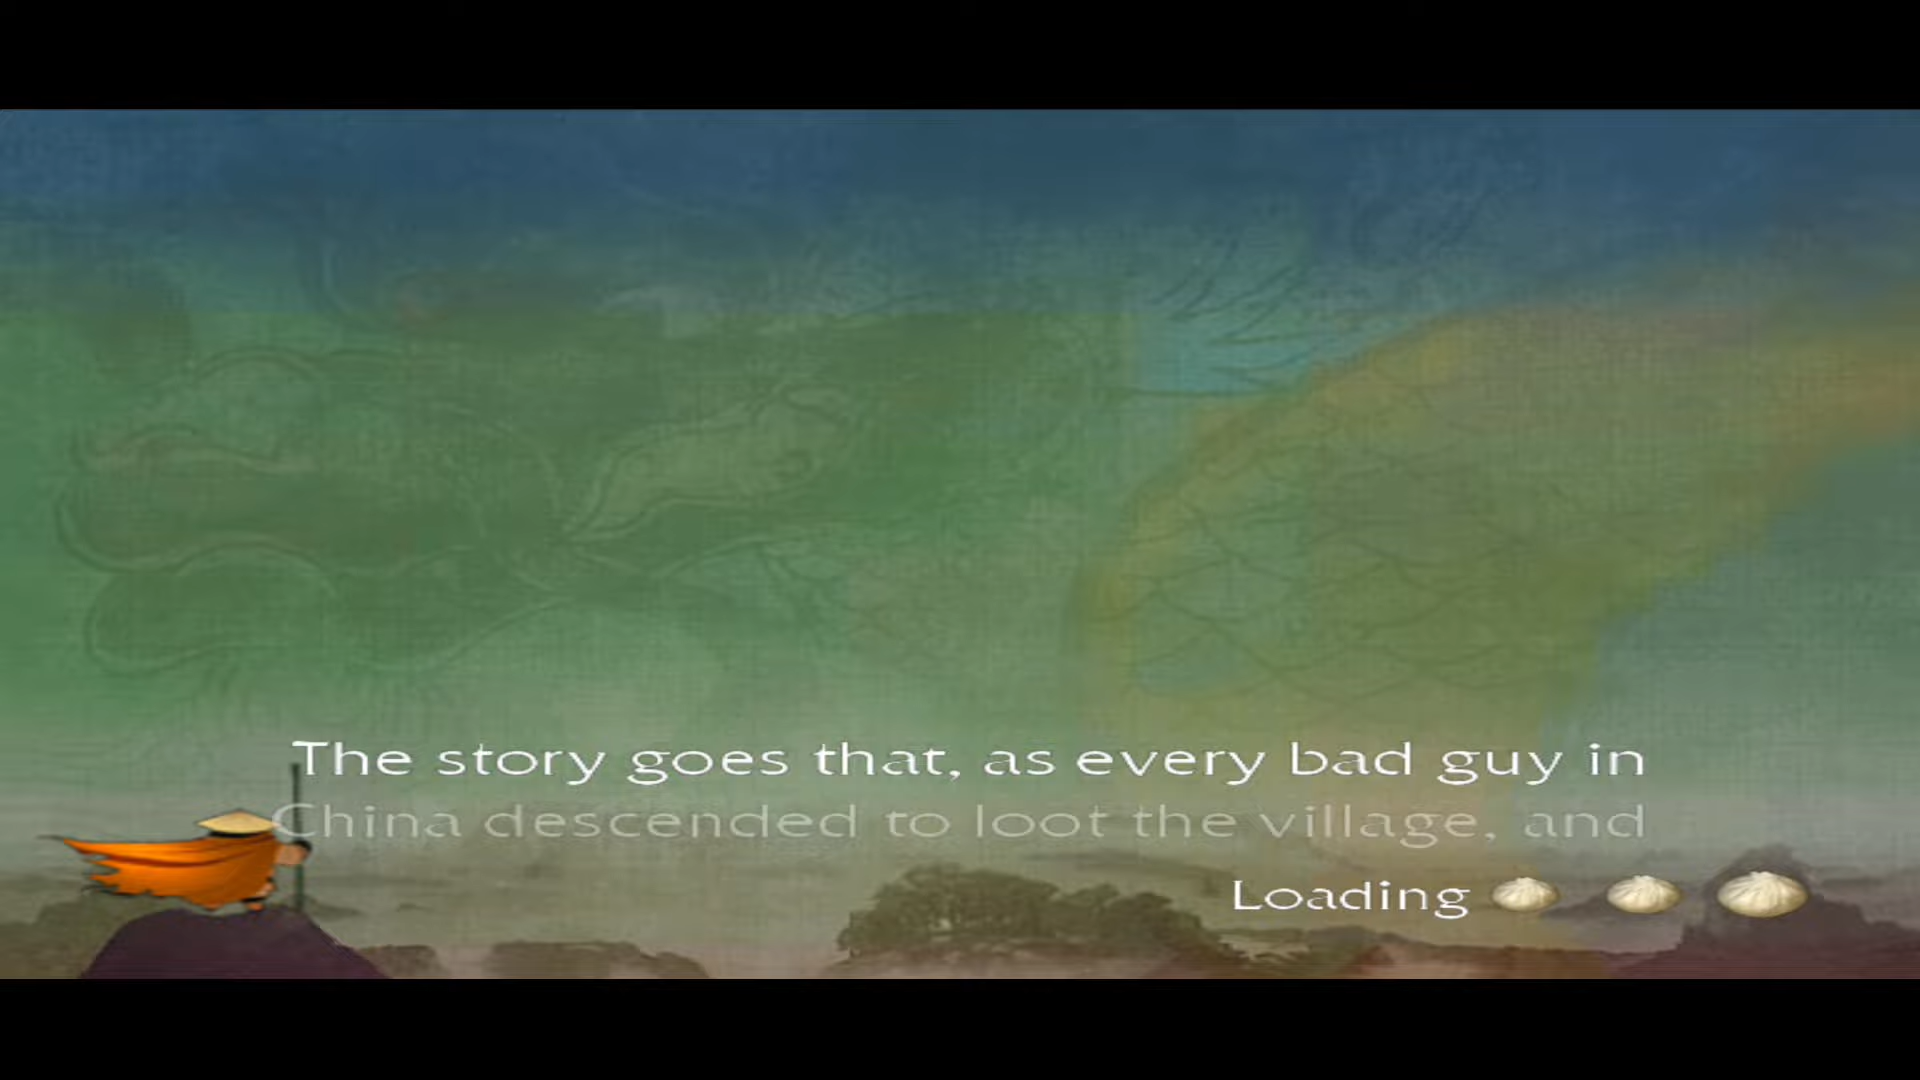 The story goes that, as every bad guy in
China descended to loot the village, and
Loading